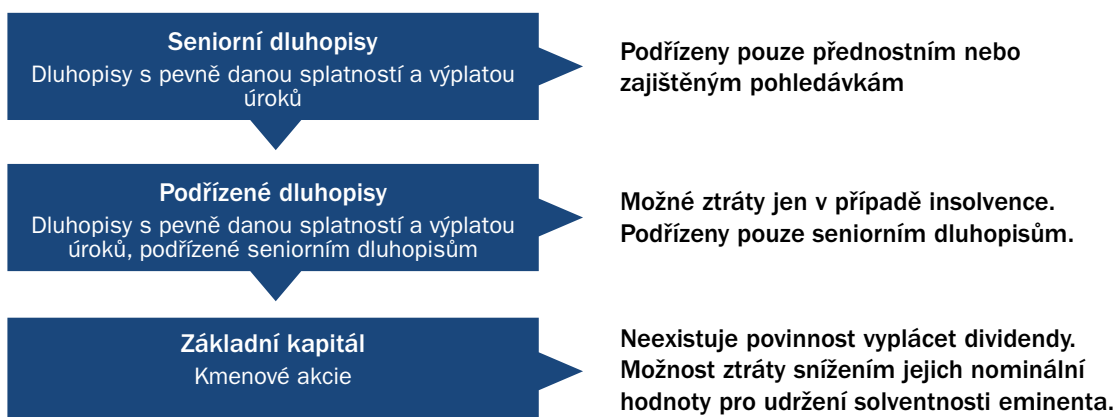 Seniorní dluhopisy
Dluhopisy s pevně danou splatností a výplatou
úroků
Podřízeny pouze přednostním nebo
zajištěným pohledávkám
Podřízené dluhopisy
Dluhopisy s pevně danou splatností a výplatou
úroků, podřízené seniorním dluhopisům
Možné ztráty jen v případě insolvence.
Podřízeny pouze seniorním dluhopisům.
Základní kapitál
Kmenové akcie
Neexistuje povinnost vyplácet dividendy.
Možnost ztráty snížením jejich nominální
hodnoty pro udržení solventnosti eminenta.